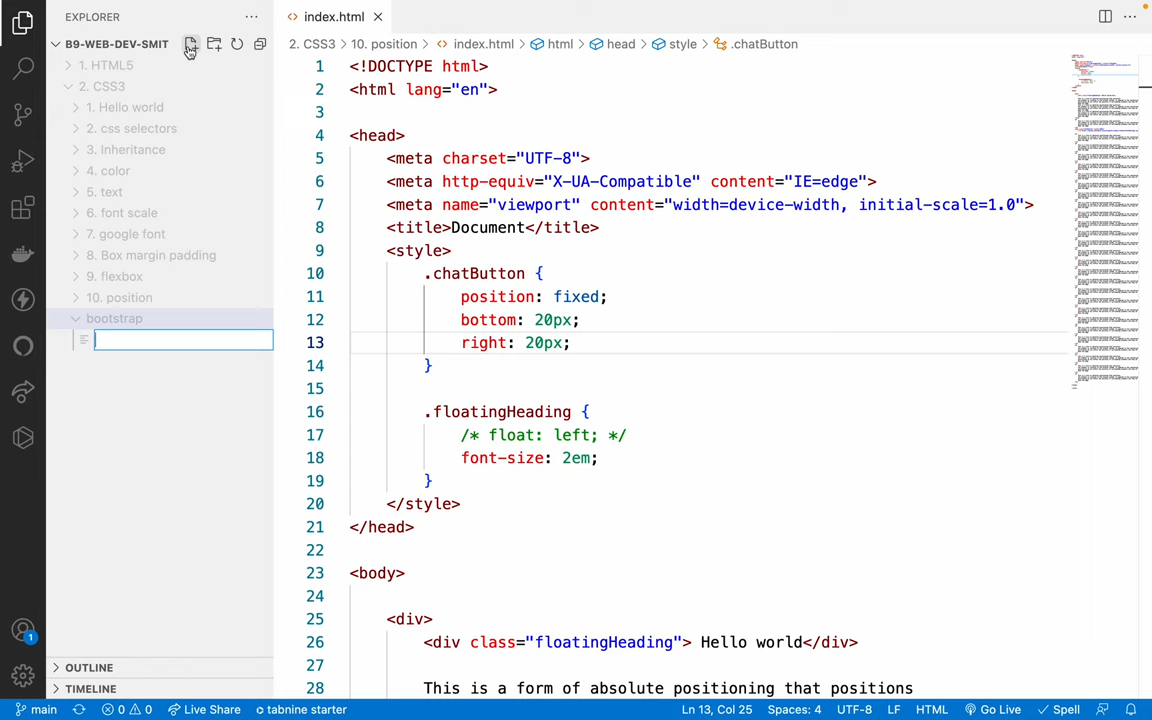 EXPLORER
B9-WEB-DEV-SMIT
1. HTML5
2. CSS3
1. Hello world
2. css selectors
3. Inheritance
4. color
5. text
6. font scale
7. google font
8. Box margin padding
9. flexbox
10. position
bootstrap
OUTLINE
TIMELINE
1
index.html
2. CSS3 > 10. position > index.html > html > head > style > .chatButton
1 <!DOCTYPE html>
2 <html lang="en">
3
4 <head>
5 <meta charset="UTF-8">
6 <meta http-equiv="X-UA-Compatible" content="IE=edge">
7 <meta name="viewport" content="width=device-width, initial-scale=1.0">
8 <title>Document</title>
9 <style>
10 .chatButton {
11 position: fixed;
12 bottom: 20px;
13 right: 20px;
14 }
15
16 .floatingHeading {
17 /* float: left; */
18 font-size: 2em;
19 }
20 </style>
21 </head>
22
23 <body>
24
25 <div>
26 <div class="floatingHeading"> Hello world</div>
27
28 This is a form of absolute positioning that positions
main 0 0 Live Share tabnine starter Ln 13, Col 25 Spaces: 4 UTF-8 LF HTML Go Live Spell